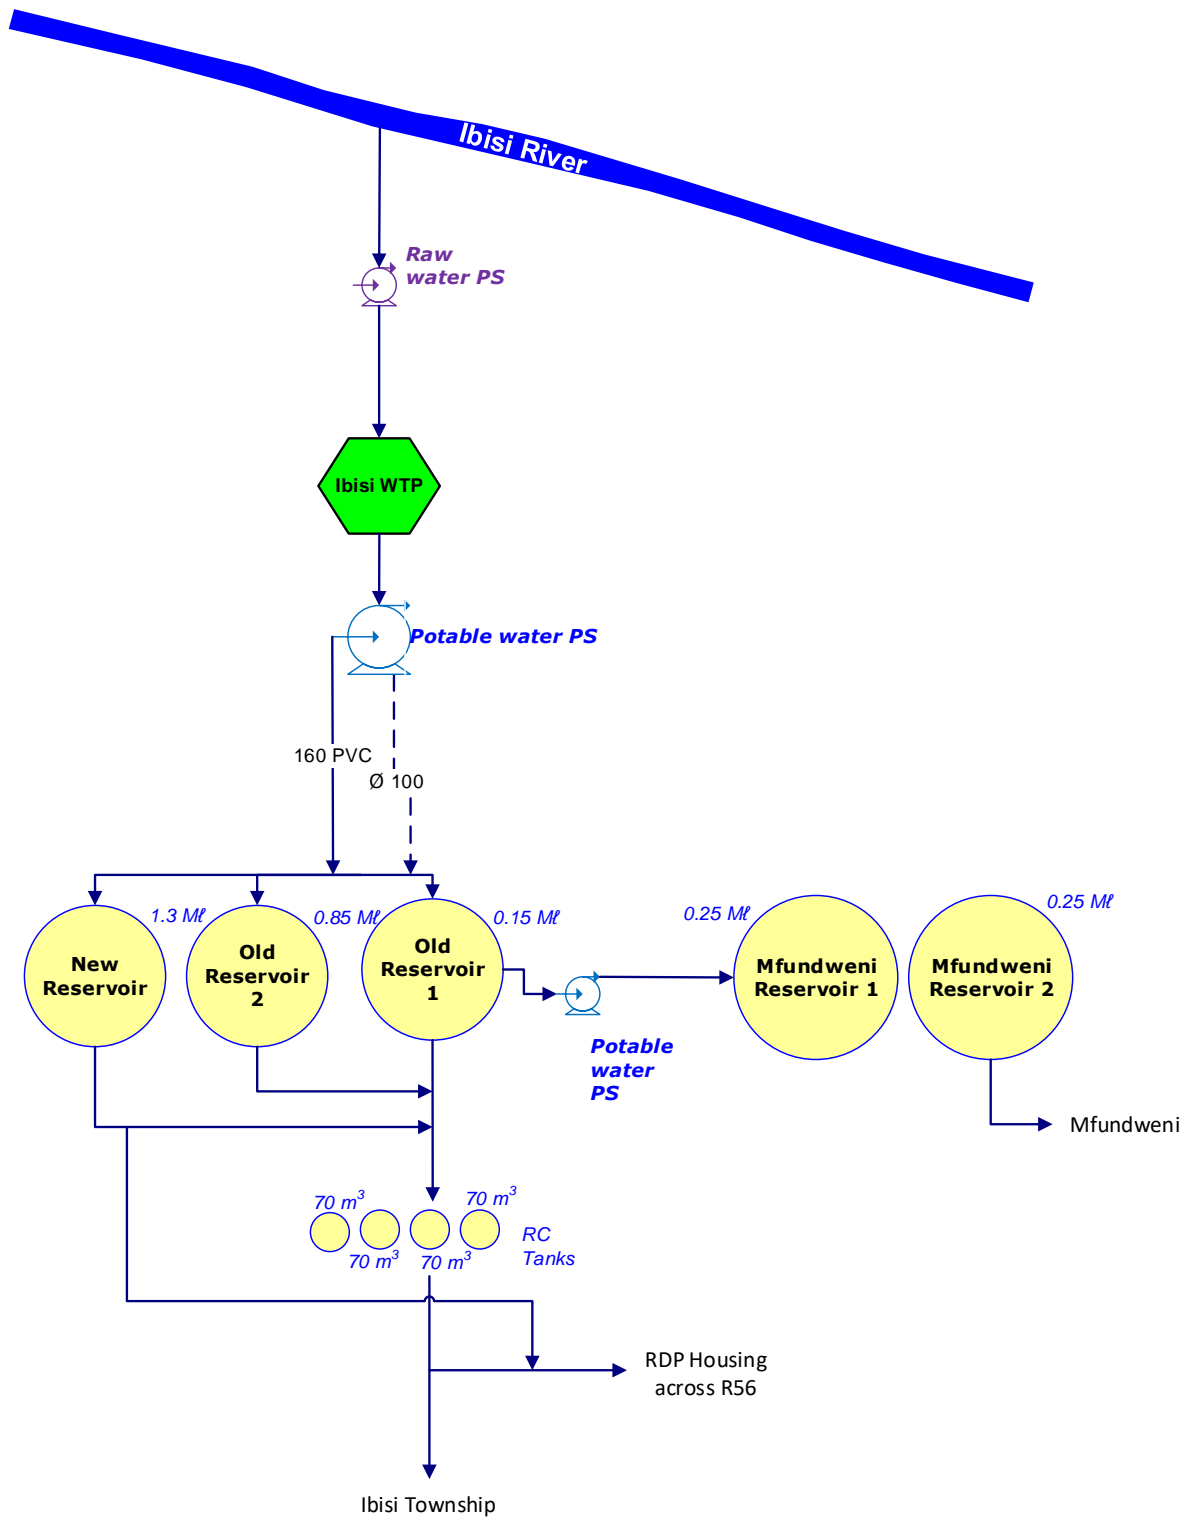 Ibisi River
Raw
water PS
Ibisi WTP
Potable water PS
160 PVC
Ø 100
1.3 Mℓ
0.85 Mℓ
0.15 Mℓ
0.25 Mℓ
0.25 Mℓ
New
Reservoir
Old
Reservoir
2
Old
Reservoir
1
Mfundweni
Reservoir 1
Mfundweni
Reservoir 2
Potable
water
PS
Mfundweni
70 m³
70 m³
70 m³
70 m³
RC
Tanks
RDP Housing
across R56
Ibisi Township